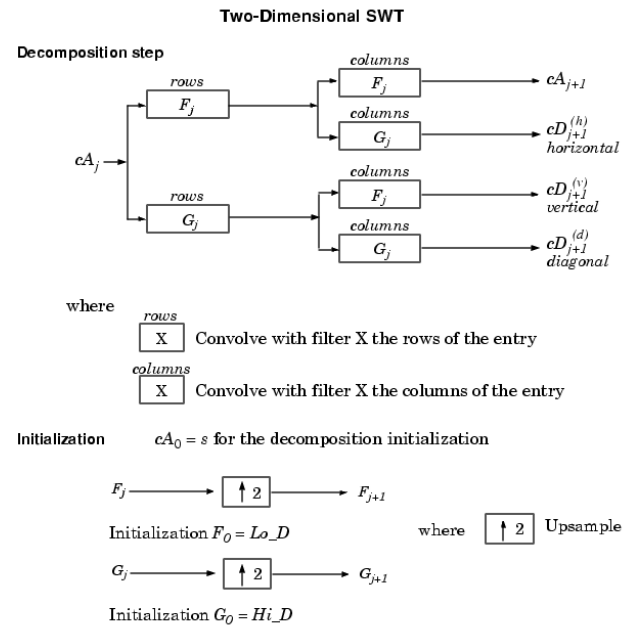 Two-Dimensional SWT
Decomposition step
columns
rows
F_j
cA_{j+1}
F_j
columns
G_j
cD_{j+1}^{(h)}
horizontal
cA_j
rows
columns
F_j
cD_{j+1}^{(v)}
vertical
G_j
columns
G_j
cD_{j+1}^{(d)}
diagonal
where
rows
X Convolve with filter X the rows of the entry
columns
X Convolve with filter X the columns of the entry
Initialization cA_0 = s for the decomposition initialization
F_j ↑ 2 F_{j+1}
Initialization F_0 = Lo_D
where ↑ 2 Upsample
G_j ↑ 2 G_{j+1}
Initialization G_0 = Hi_D